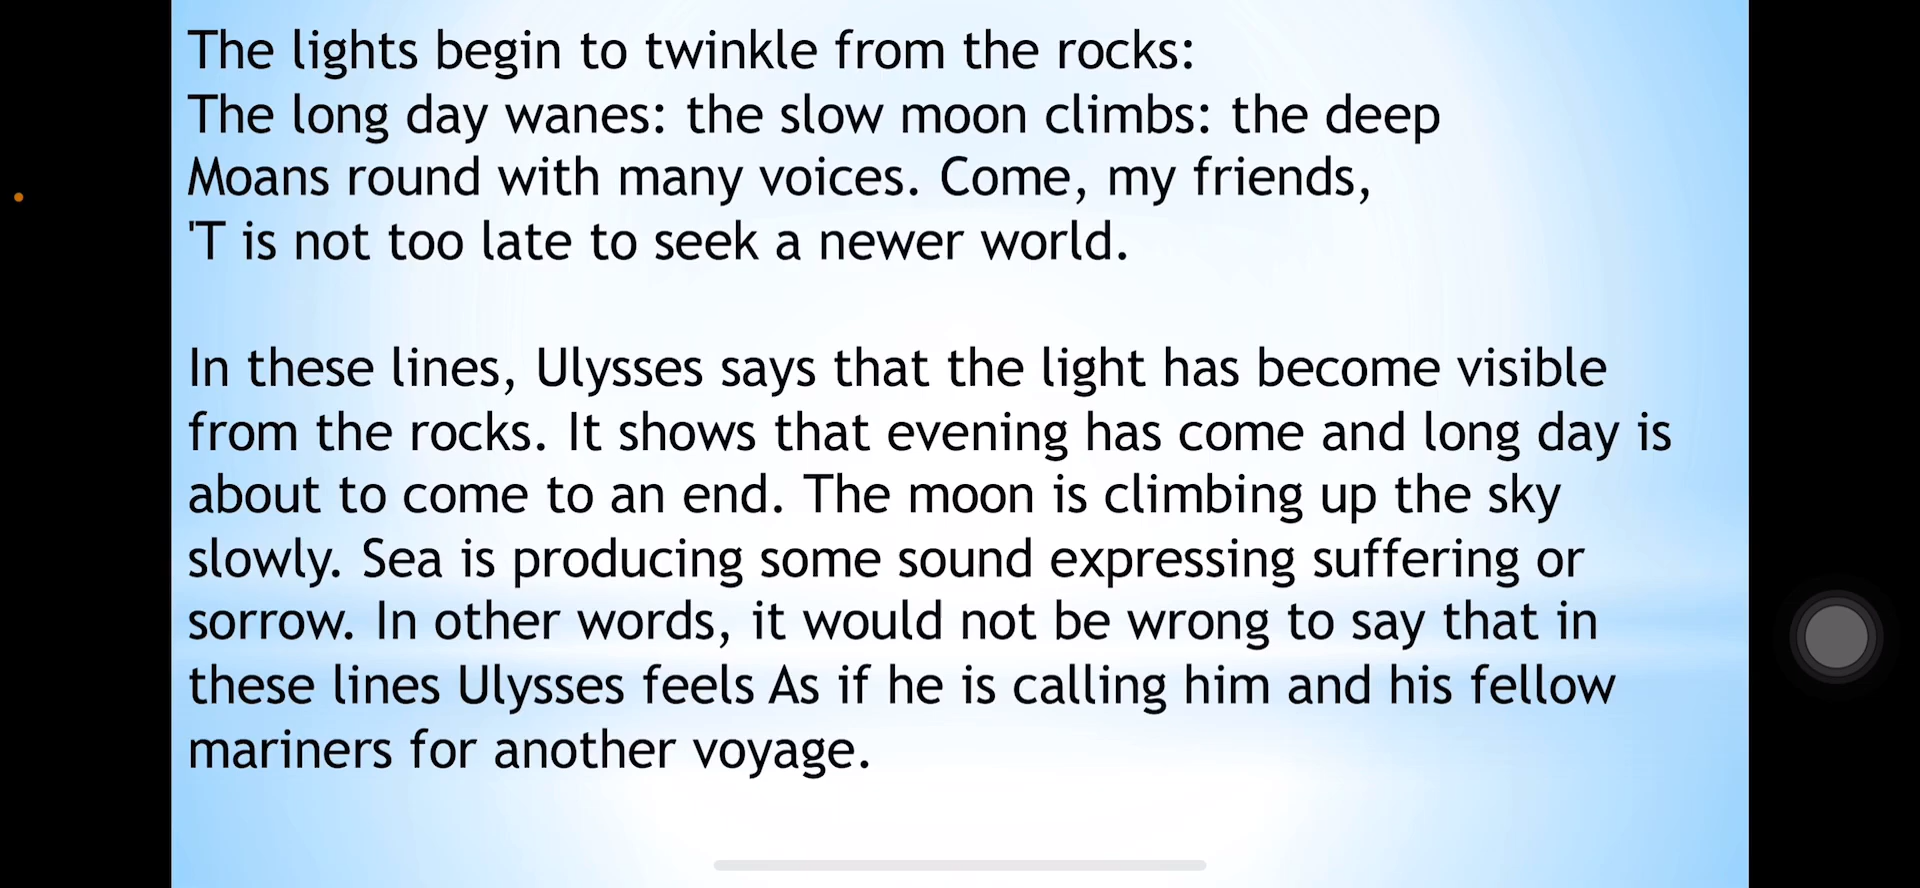 The lights begin to twinkle from the rocks:
The long day wanes: the slow moon climbs: the deep
Moans round with many voices. Come, my friends,
'T is not too late to seek a newer world.
In these lines, Ulysses says that the light has become visible
from the rocks. It shows that evening has come and long day is
about to come to an end. The moon is climbing up the sky
slowly. Sea is producing some sound expressing suffering or
sorrow. In other words, it would not be wrong to say that in
these lines Ulysses feels As if he is calling him and his fellow
mariners for another voyage.